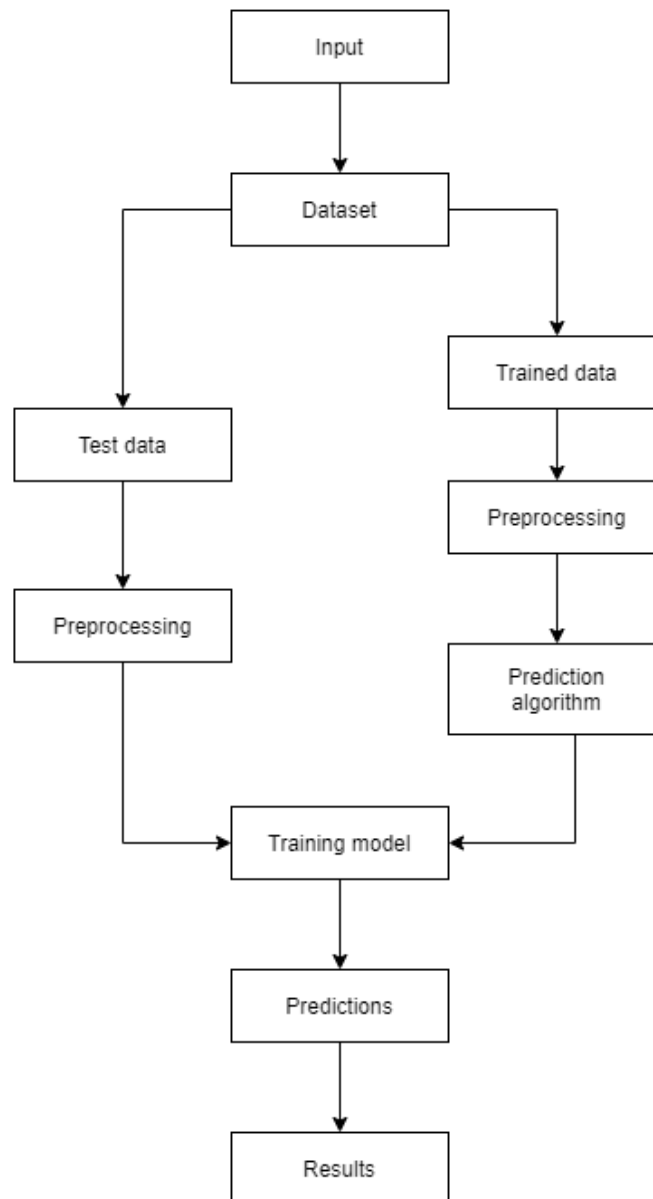 Input
Dataset
Trained data
Test data
Preprocessing
Preprocessing
Prediction
algorithm
Training model
Predictions
Results